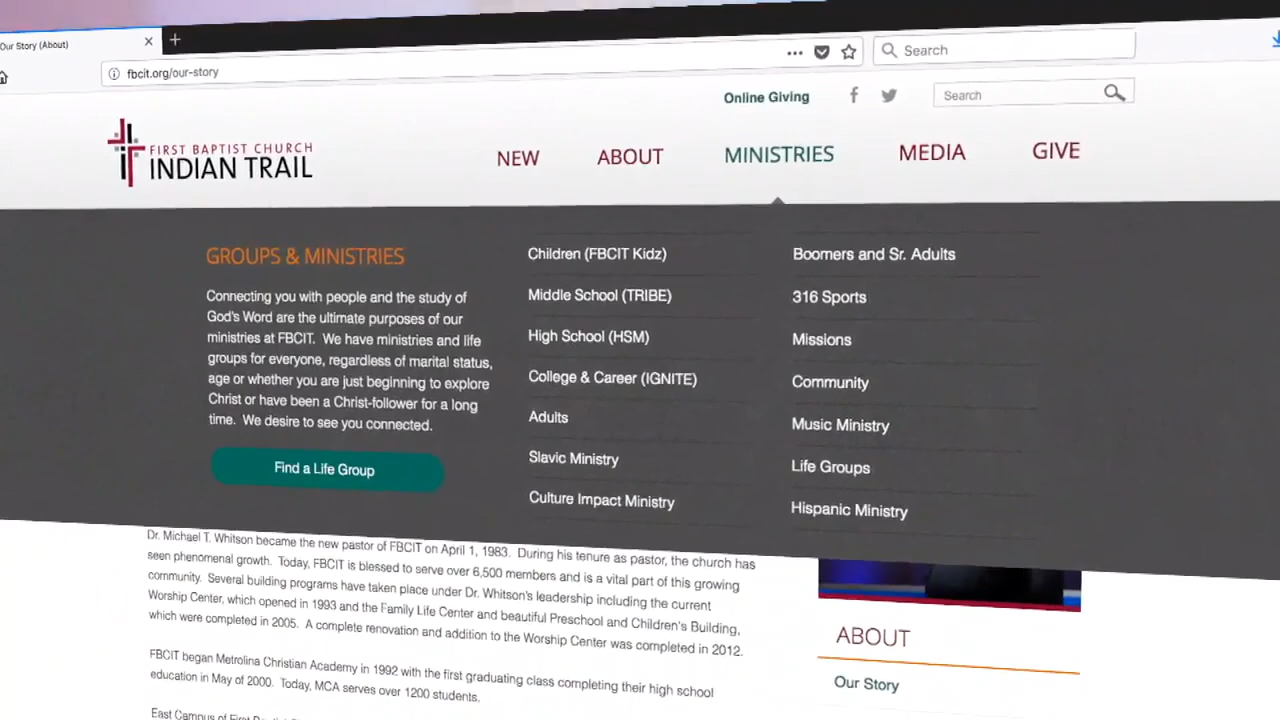 Our Story (About)
fbcit.org/our-story
Search
Online Giving
Search
FIRST BAPTIST CHURCH
INDIAN TRAIL
NEW
ABOUT
MINISTRIES
MEDIA
GIVE
GROUPS & MINISTRIES
Connecting you with people and the study of
God's Word are the ultimate purposes of our
ministries at FBCIT. We have ministries and life
groups for everyone, regardless of marital status,
age or whether you are just beginning to explore
Christ or have been a Christ-follower for a long
time. We desire to see you connected.
Find a Life Group
Children (FBCIT Kidz)
Middle School (TRIBE)
High School (HSM)
College & Career (IGNITE)
Adults
Slavic Ministry
Culture Impact Ministry
Boomers and Sr. Adults
316 Sports
Missions
Community
Music Ministry
Life Groups
Hispanic Ministry
Dr. Michael T. Whitson became the new pastor of FBCIT on April 1, 1983. During his tenure as pastor, the church has
seen phenomenal growth. Today, FBCIT is blessed to serve over 6,500 members and is a vital part of this growing
community. Several building programs have taken place under Dr. Whitson's leadership including the current
Worship Center, which opened in 1993 and the Family Life Center and beautiful Preschool and Children's Building,
which were completed in 2005. A complete renovation and addition to the Worship Center was completed in 2012.
FBCIT began Metrolina Christian Academy in 1992 with the first graduating class completing their high school
education in May of 2000. Today, MCA serves over 1200 students.
East Campus of First
ABOUT
Our Story